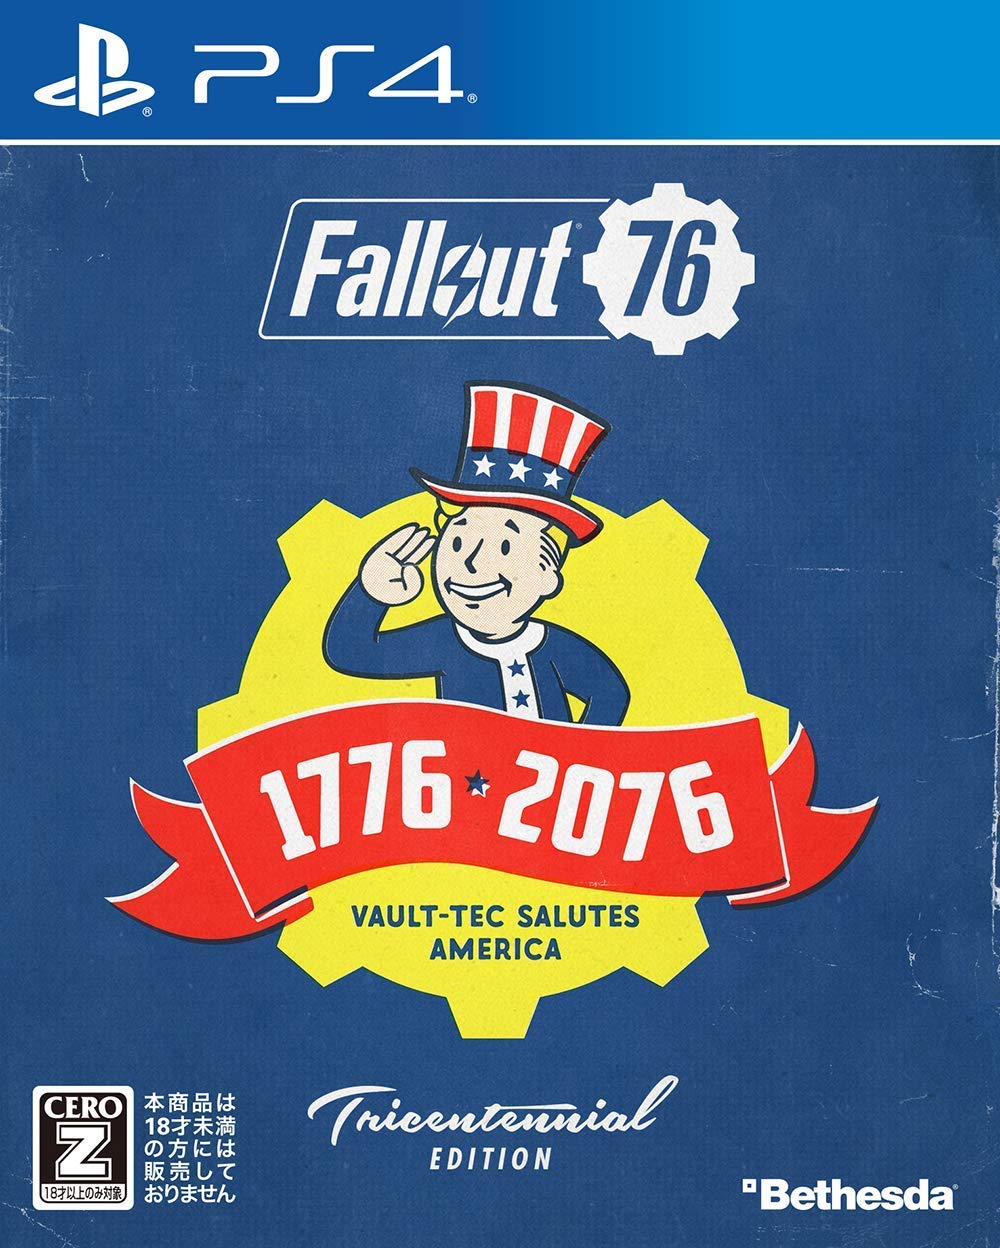 PS4
Fallout 76
1776 ★ 2076
VAULT-TEC SALUTES
AMERICA
Tricentennial
EDITION
CERO
Z
18才以上のみ対象
本商品は
18才未満
の方には
販売して
おりません
Bethesda